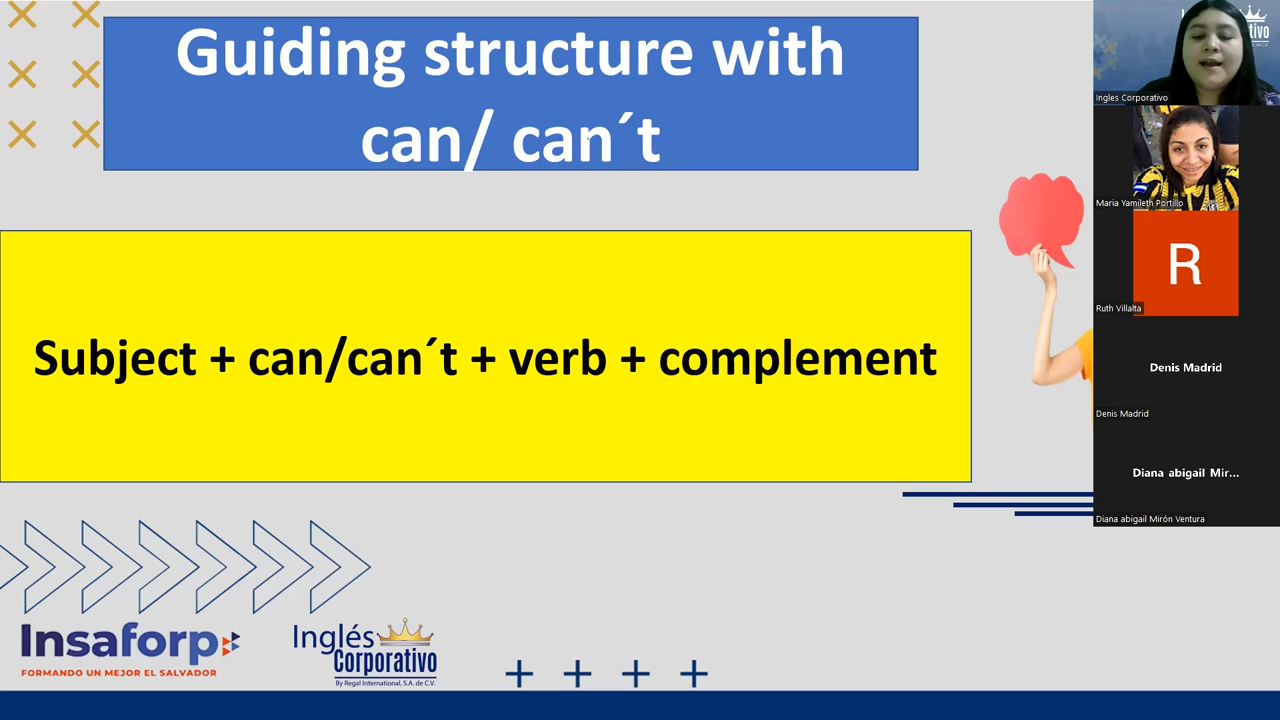 Guiding structure with
can/ can´t
Subject + can/can´t + verb + complement
Insaforp
FORMANDO UN MEJOR EL SALVADOR
Inglés
Corporativo
By Regal International, S.A. de C.V.
Ingles Corporativo
Maria Yamileth Portillo
R
Ruth Villalta
Denis Madrid
Denis Madrid
Diana abigail Mir...
Diana abigail Mirón Ventura